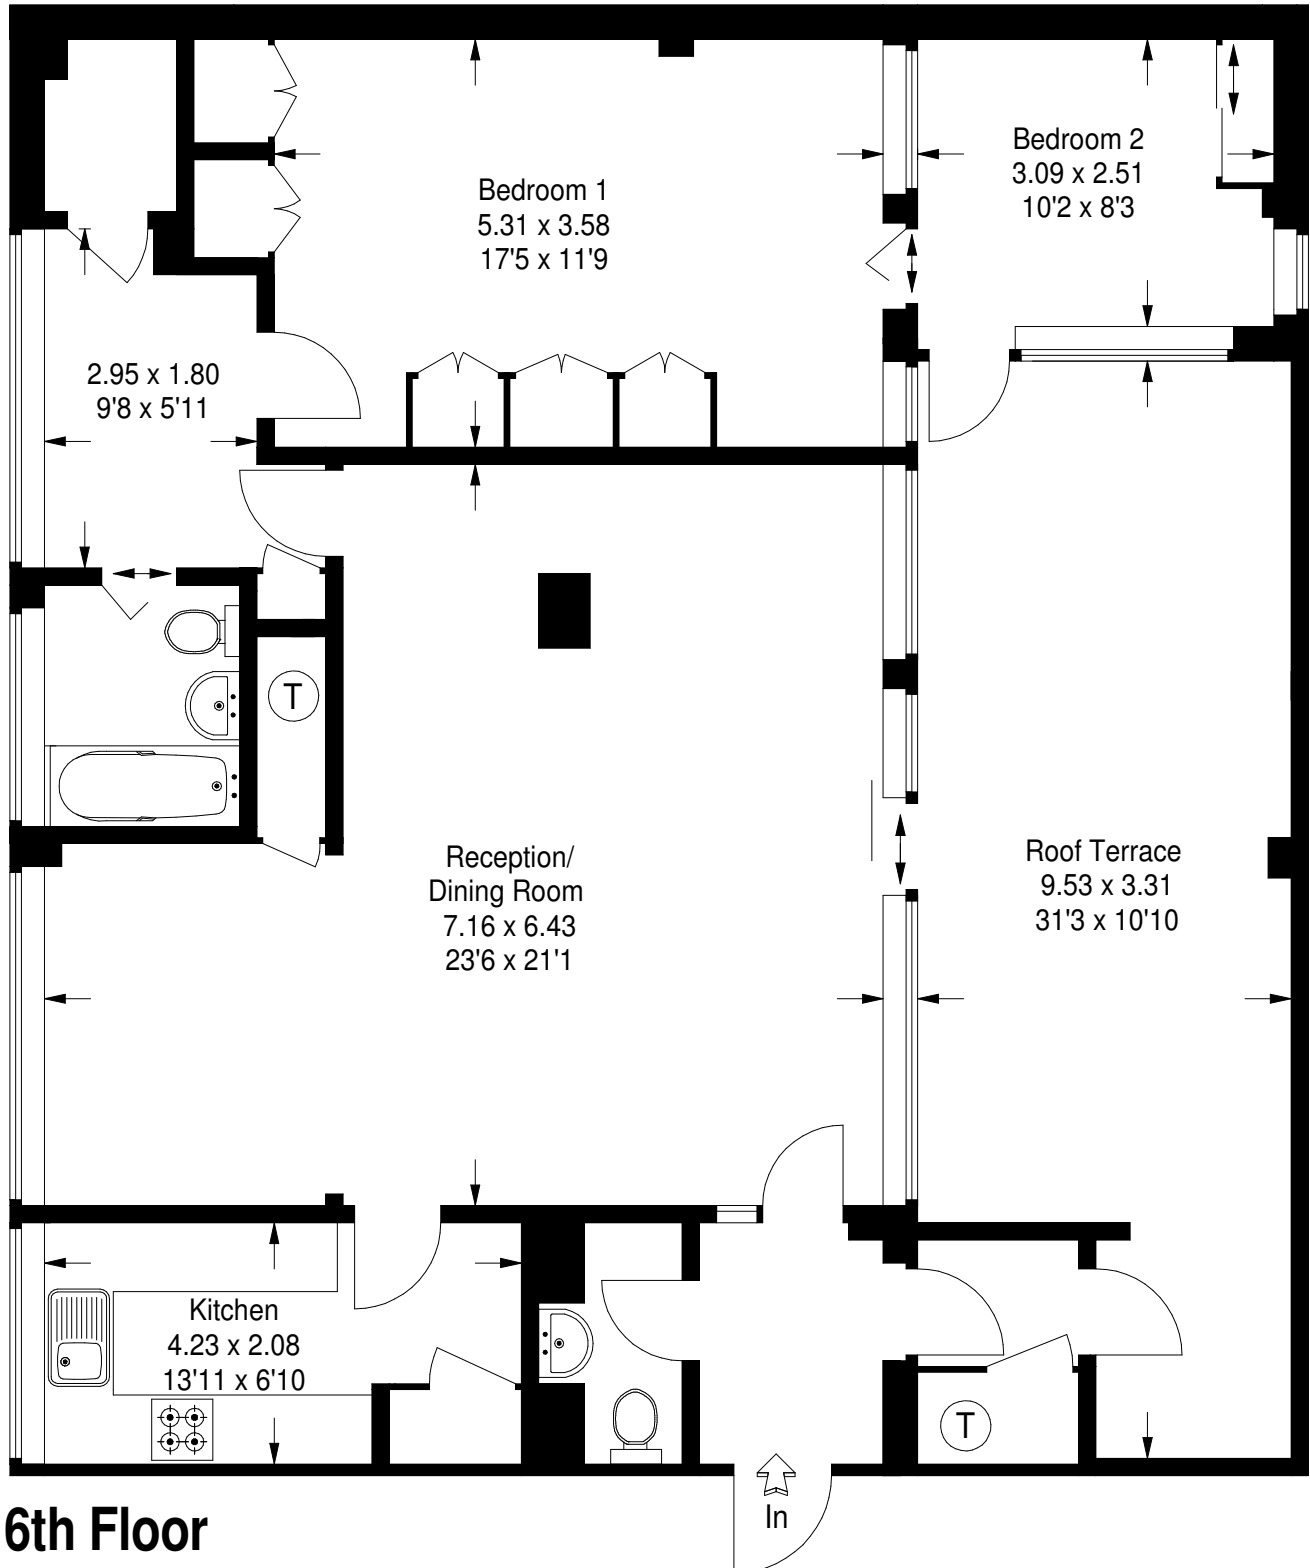 Bedroom 1
5.31 x 3.58
17'5 x 11'9
Bedroom 2
3.09 x 2.51
10'2 x 8'3
2.95 x 1.80
9'8 x 5'11
T
Reception/
Dining Room
7.16 x 6.43
23'6 x 21'1
Roof Terrace
9.53 x 3.31
31'3 x 10'10
Kitchen
4.23 x 2.08
13'11 x 6'10
T
In
6th Floor